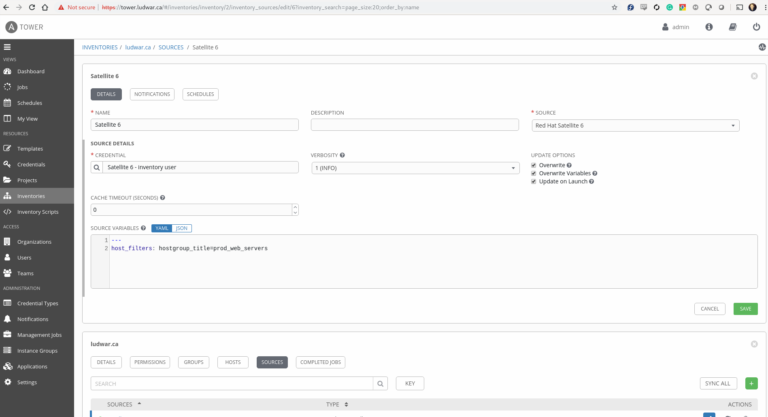 Not secure | https://tower.ludwar.ca/#/inventories/inventory/2/inventory_sources/edit/6?inventory_search=page_size:20;order_by:name
A TOWER
admin
VIEWS
Dashboard
Jobs
Schedules
My View
RESOURCES
Templates
Credentials
Projects
Inventories
Inventory Scripts
ACCESS
Organizations
Users
Teams
ADMINISTRATION
Credential Types
Notifications
Management Jobs
Instance Groups
Applications
Settings
INVENTORIES / ludwar.ca / SOURCES / Satellite 6
Satellite 6
DETAILS NOTIFICATIONS SCHEDULES
* NAME DESCRIPTION * SOURCE
Satellite 6 Red Hat Satellite 6
SOURCE DETAILS
* CREDENTIAL VERBOSITY UPDATE OPTIONS
Satellite 6 - inventory user 1 (INFO) Overwrite
Overwrite Variables
Update on Launch
CACHE TIMEOUT (SECONDS)
0
SOURCE VARIABLES YAML JSON
1 ---
2 host_filters: hostgroup_title=prod_web_servers
CANCEL SAVE
ludwar.ca
DETAILS PERMISSIONS GROUPS HOSTS SOURCES COMPLETED JOBS
SEARCH KEY SYNC ALL +
SOURCES TYPE ACTIONS